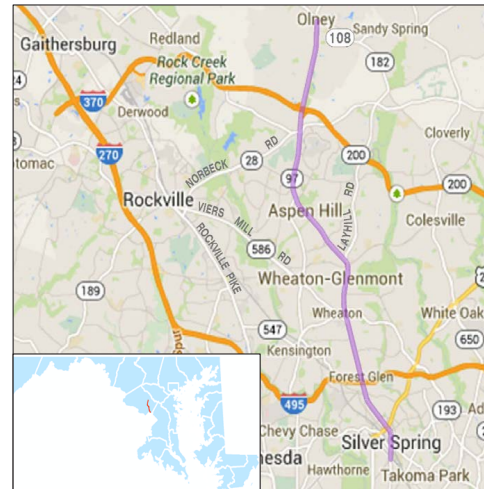 Olney
Redland
Sandy Spring
108
Gaithersburg
Rock Creek
Regional Park
182
24
370
Derwood
Cloverly
270
NORBECK RD
28
200
97
200
Rockville
Aspen Hill
LAYHILL RD
Colesville
VIERS MILL RD
586
ROCKVILLE PIKE
Wheaton-Glenmont
189
547
Wheaton
White Oak
650
Kensington
Forest Glen
495
193
Chevy Chase
Silver Spring
Hawthorne
Takoma Park